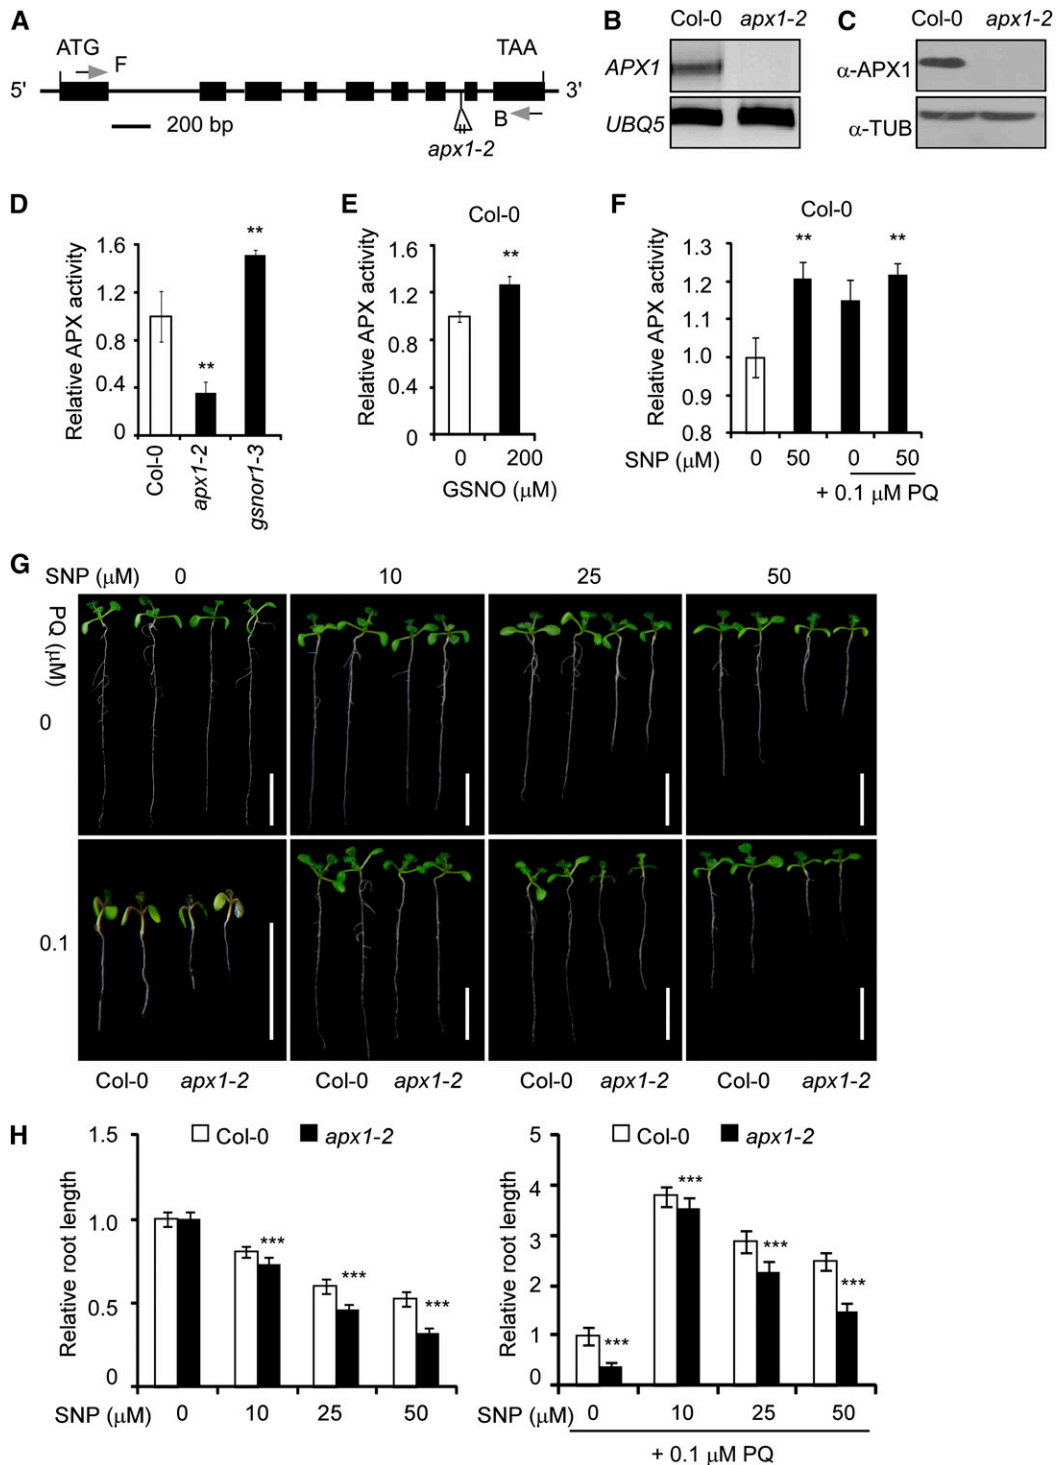 A
ATG
TAA
F
5'
3'
B
200 bp
apx1-2
B
Col-0 apx1-2
APX1
UBQ5
C
Col-0 apx1-2
α-APX1
α-TUB
D
Relative APX activity
1.6
1.2
0.8
0.4
0
**
**
Col-0
apx1-2
gsnor1-3
E
Col-0
Relative APX activity
1.6
1.2
0.8
0.4
0
**
0 200
GSNO (μM)
F
Col-0
Relative APX activity
1.3
1.2
1.1
1.0
0.9
0.8
** **
SNP (μM) 0 50 0 50
+ 0.1 μM PQ
G
SNP (μM) 0 10 25 50
PQ (μM)
0
0.1
Col-0 apx1-2 Col-0 apx1-2 Col-0 apx1-2 Col-0 apx1-2
H
Relative root length
1.5
1.0
0.5
0
Col-0 apx1-2
*** *** ***
SNP (μM) 0 10 25 50
Relative root length
5
4
3
2
1
0
Col-0 apx1-2
*** *** *** ***
SNP (μM) 0 10 25 50
+ 0.1 μM PQ